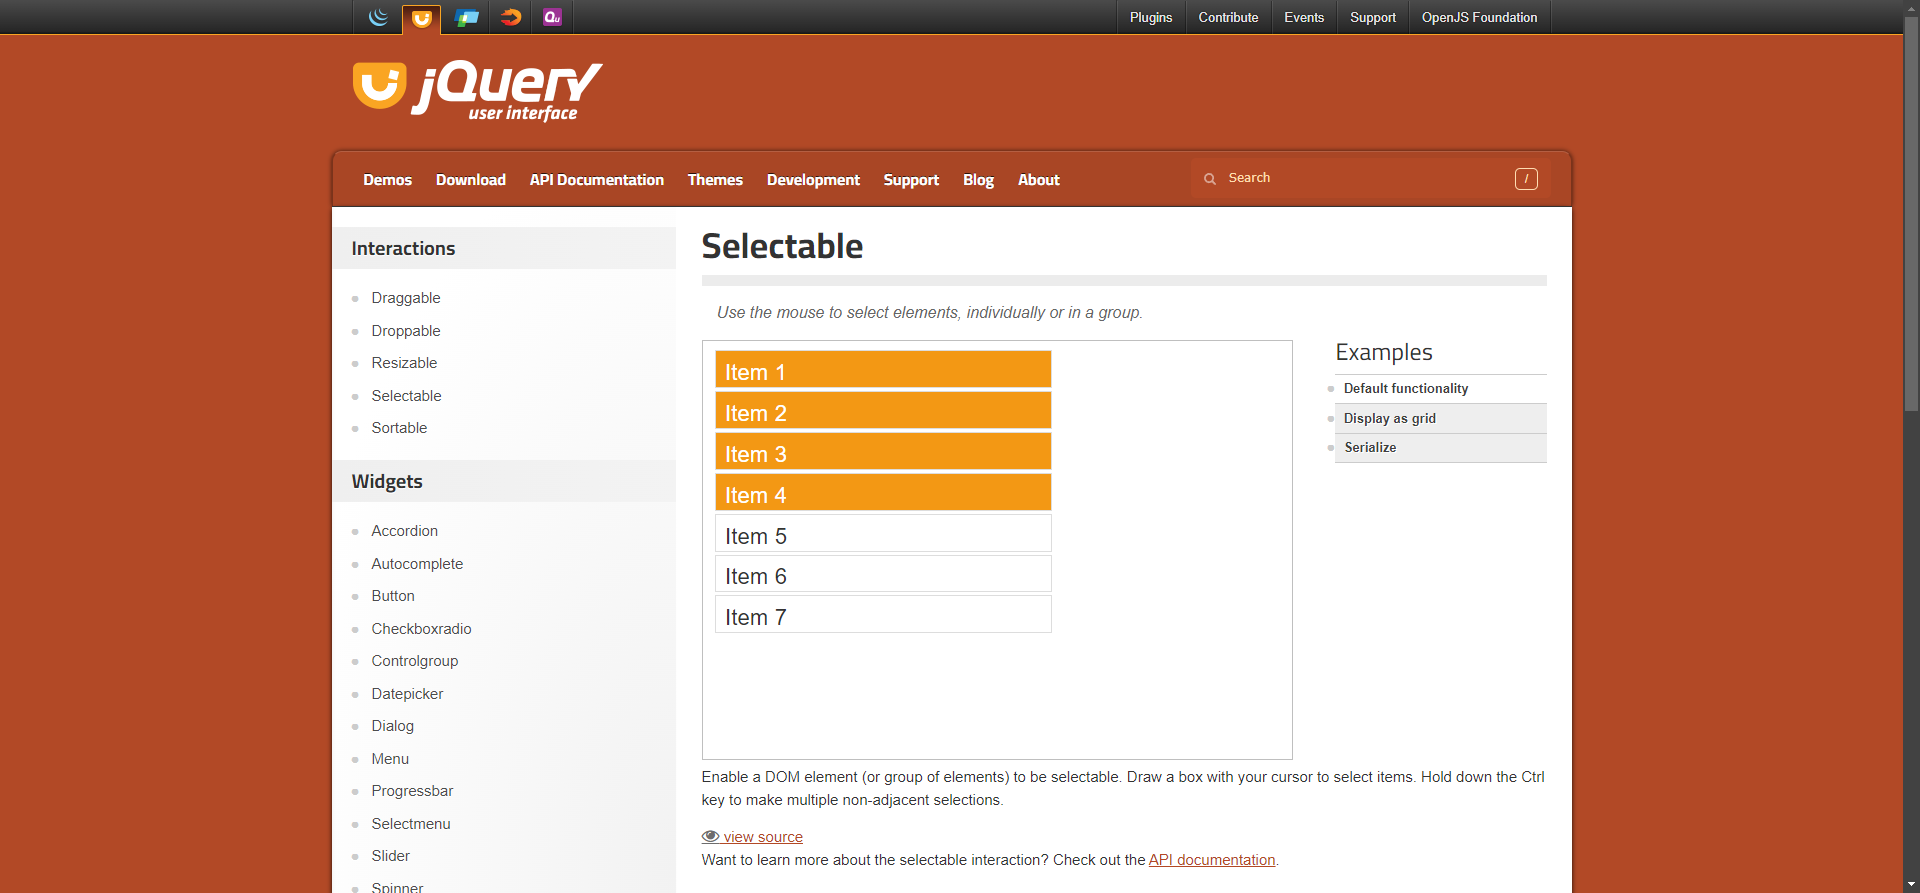 Qu
Plugins
Contribute
Events
Support
OpenJS Foundation
jQuery
user interface
Demos
Download
API Documentation
Themes
Development
Support
Blog
About
Search
/
Interactions
Draggable
Droppable
Resizable
Selectable
Sortable
Widgets
Accordion
Autocomplete
Button
Checkboxradio
Controlgroup
Datepicker
Dialog
Menu
Progressbar
Selectmenu
Slider
Spinner
Selectable
Use the mouse to select elements, individually or in a group.
Item 1
Item 2
Item 3
Item 4
Item 5
Item 6
Item 7
Examples
Default functionality
Display as grid
Serialize
Enable a DOM element (or group of elements) to be selectable. Draw a box with your cursor to select items. Hold down the Ctrl
key to make multiple non-adjacent selections.
view source
Want to learn more about the selectable interaction? Check out the API documentation.